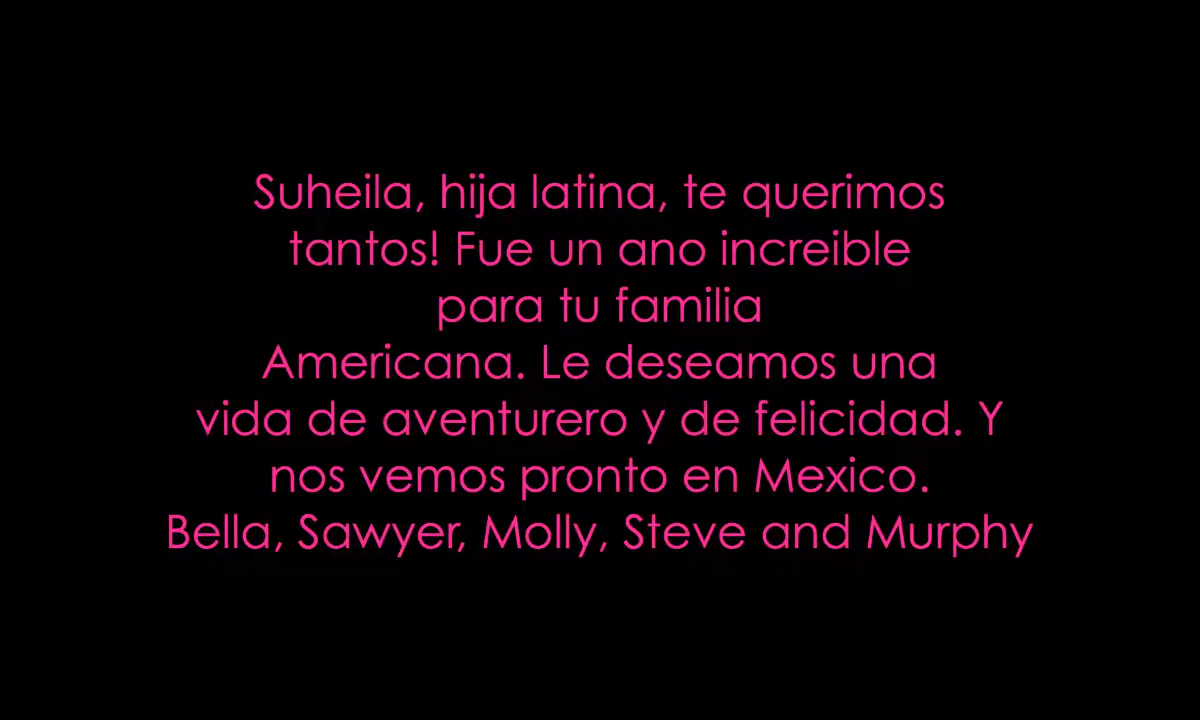 Suheila, hija latina, te querimos
tantos! Fue un ano increible
para tu familia
Americana. Le deseamos una
vida de aventurero y de felicidad. Y
nos vemos pronto en Mexico.
Bella, Sawyer, Molly, Steve and Murphy